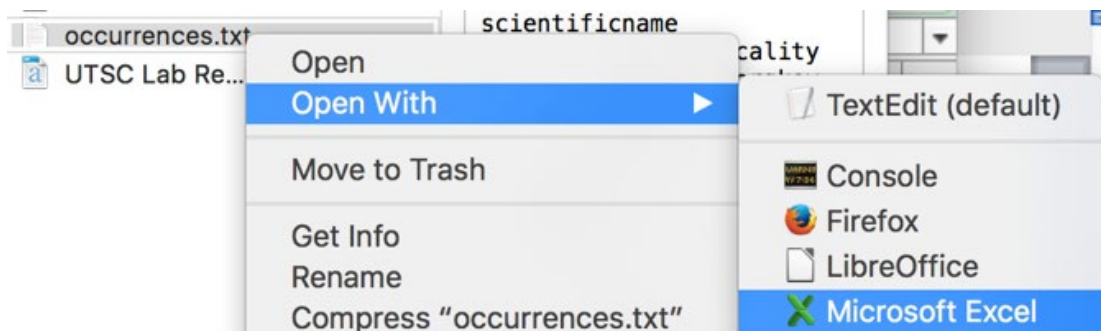 occurrences.txt
scientificname
UTSC Lab Re...
cality
Open
Open With
TextEdit (default)
Move to Trash
Console
Firefox
Get Info
LibreOffice
Rename
Microsoft Excel
Compress “occurrences.txt”